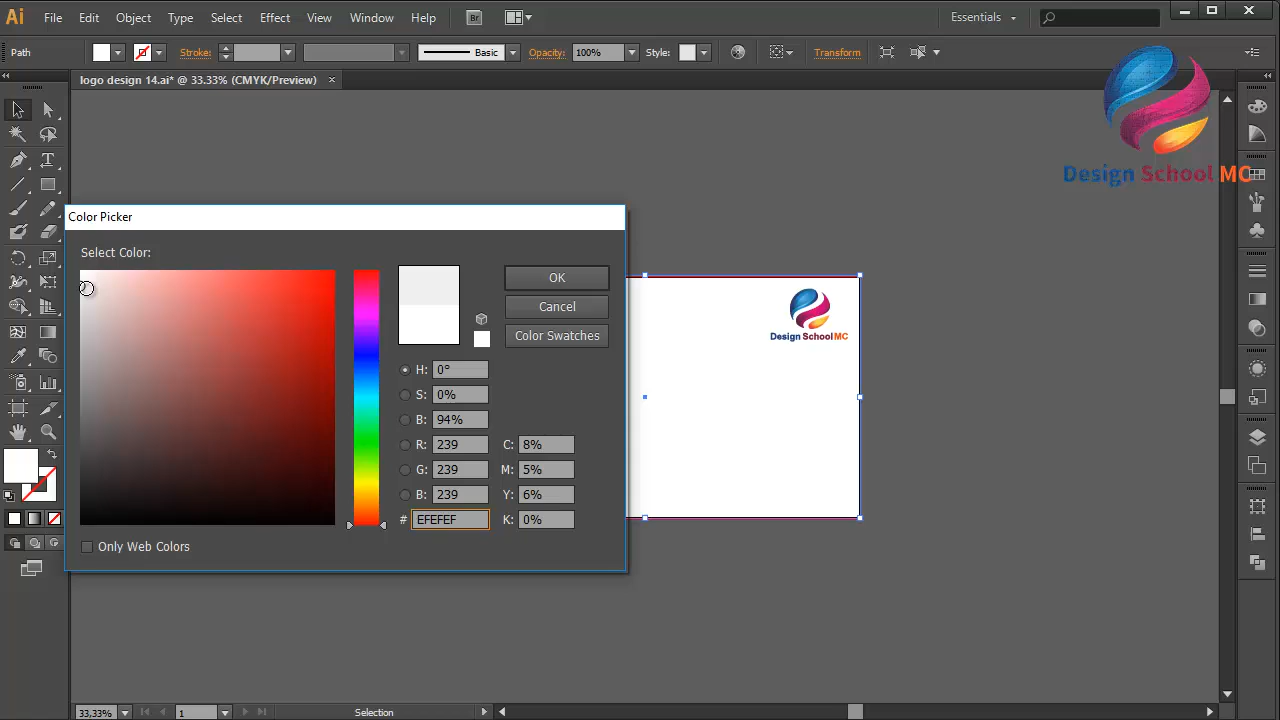 Ai File Edit Object Type Select Effect View Window Help Br Essentials
Path Stroke: Basic Opacity: 100% Style: Transform
logo design 14.ai* @ 33.33% (CMYK/Preview) ×
Design School MC
Color Picker
Select Color:
OK
Cancel
Color Swatches
H: 0°
S: 0%
B: 94%
R: 239 C: 8%
G: 239 M: 5%
B: 239 Y: 6%
# EFEFEF K: 0%
Only Web Colors
Design School MC
33,33% 1 Selection